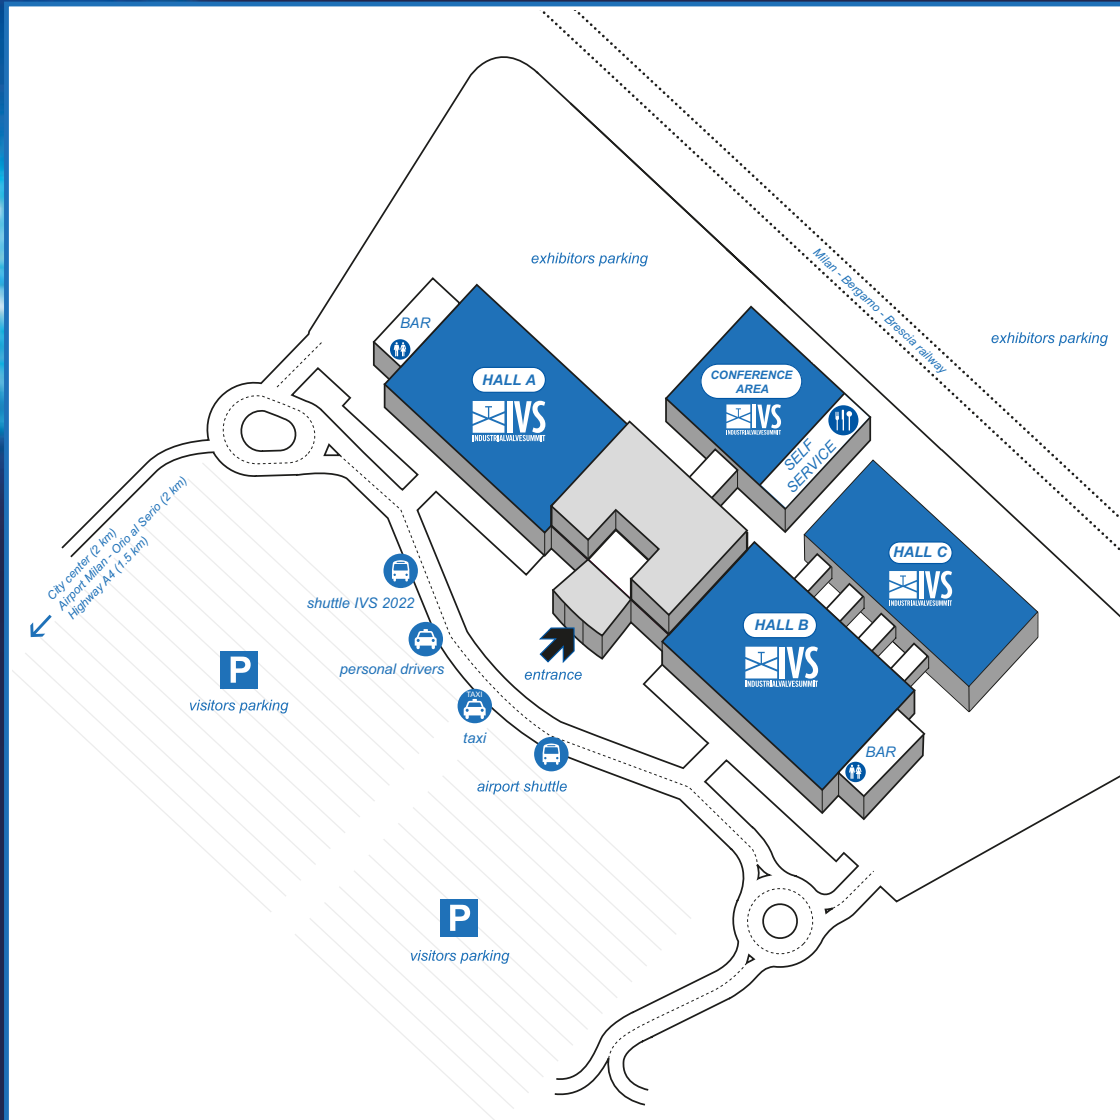 exhibitors parking
Milan - Bergamo - Brescia railway
exhibitors parking
BAR
HALL A
IVS
INDUSTRIALVALVESUMMIT
CONFERENCE
AREA
IVS
INDUSTRIALVALVESUMMIT
SELF
SERVICE
HALL C
IVS
INDUSTRIALVALVESUMMIT
HALL B
IVS
INDUSTRIALVALVESUMMIT
BAR
City center (2 km)
Airport Milan - Orio al Serio (2 km)
Highway A4 (1.5 km)
shuttle IVS 2022
personal drivers
entrance
P
visitors parking
TAXI
taxi
airport shuttle
P
visitors parking